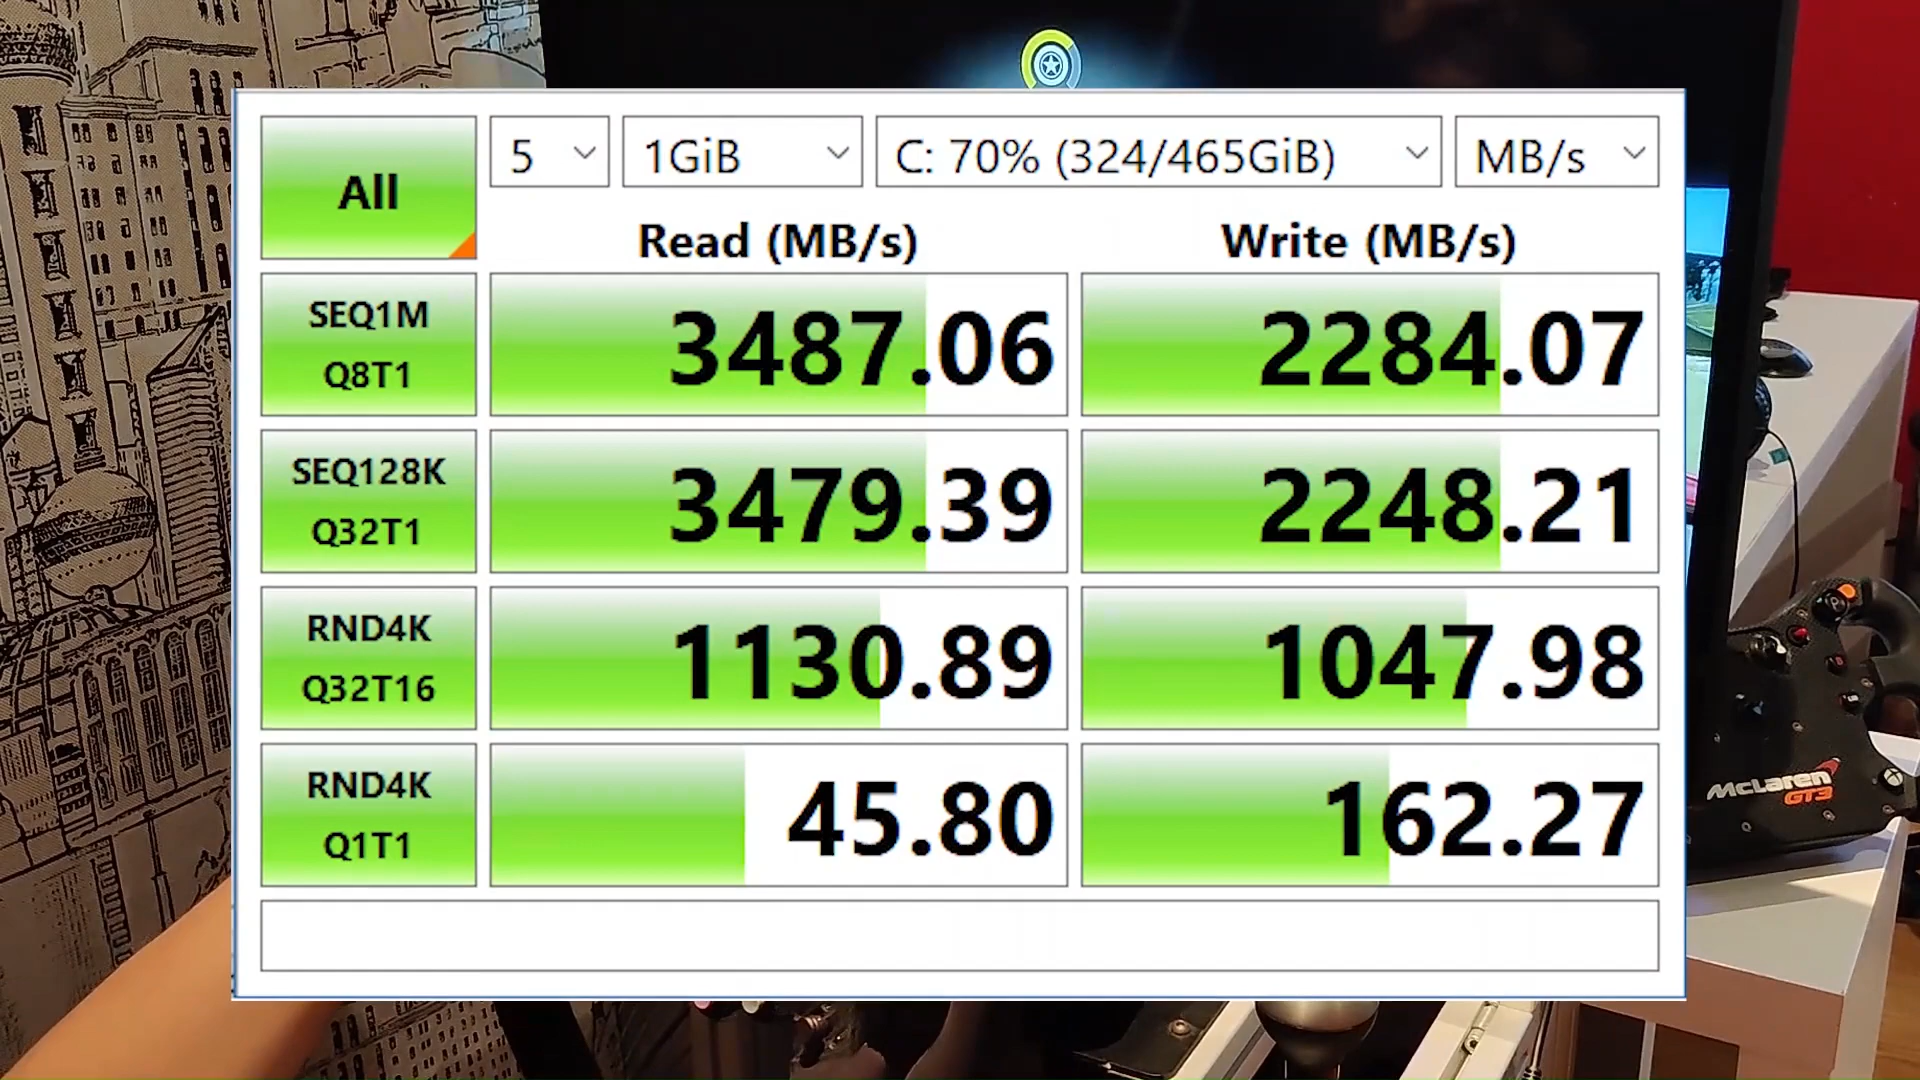 All
5
1GiB
C: 70% (324/465GiB)
MB/s
Read (MB/s)
Write (MB/s)
SEQ1M
Q8T1
3487.06
2284.07
SEQ128K
Q32T1
3479.39
2248.21
RND4K
Q32T16
1130.89
1047.98
RND4K
Q1T1
45.80
162.27
McLaren
GT3